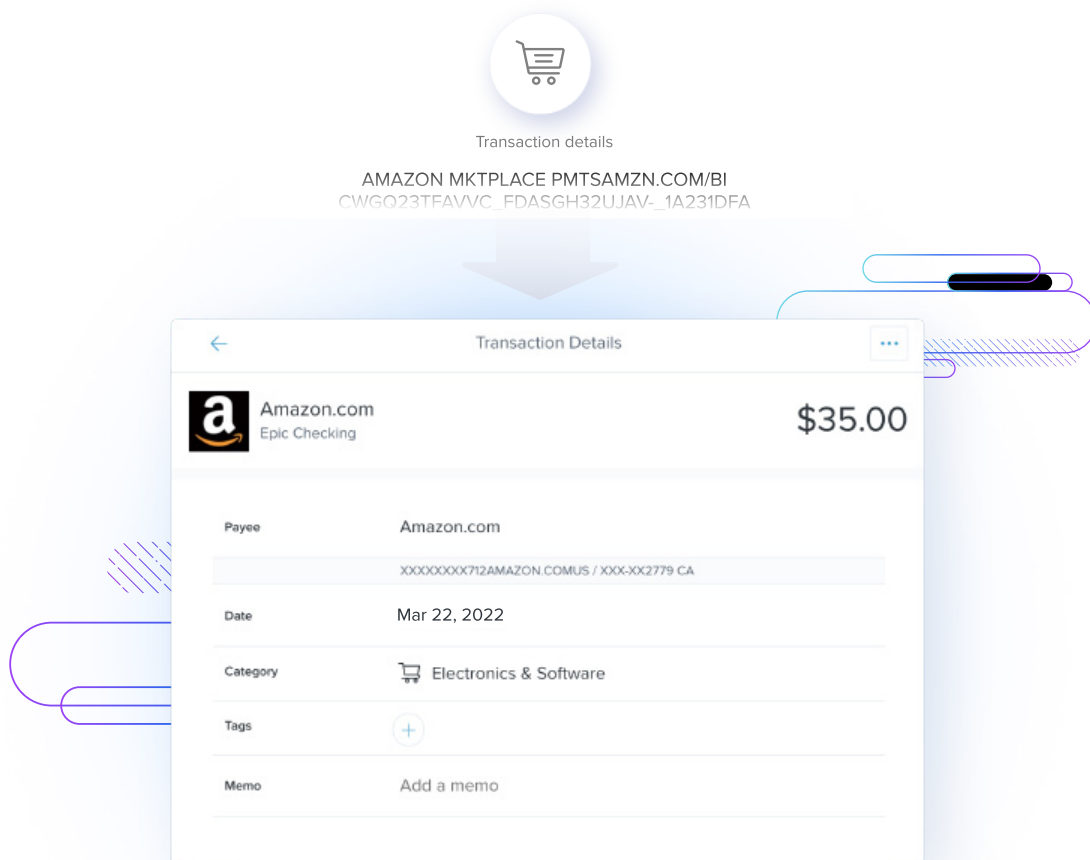 Transaction details
AMAZON MKTPLACE PMTSAMZN.COM/BI
CWGQ23TFAVVC_FDASGH32UJAV-_1A231DFA
Transaction Details
Amazon.com
Epic Checking
$35.00
Payee
Amazon.com
XXXXXXXX712AMAZON.COMUS / XXX-XX2779 CA
Date
Mar 22, 2022
Category
Electronics & Software
Tags
Memo
Add a memo